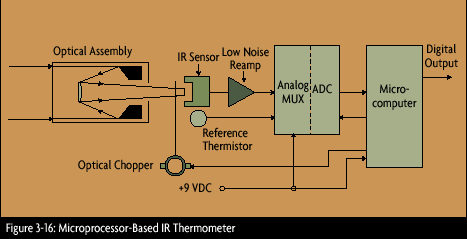 Optical Assembly
IR Sensor
Low Noise
Reamp
Analog
MUX
ADC
Micro-
computer
Digital
Output
Reference
Thermistor
Optical Chopper
+9 VDC
Figure 3-16: Microprocessor-Based IR Thermometer